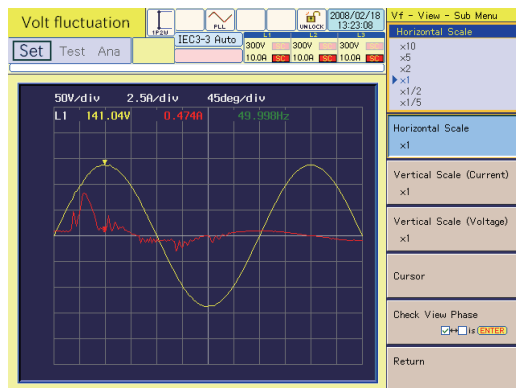 Volt fluctuation
1P2W
PLL
UNLOCK
2008/02/18
13:23:08
Set Test Ana
IEC3-3 Auto
L1 L2 L3
300V 300V 300V
10.0A SC 10.0A SC 10.0A SC
Vf - View - Sub Menu
Horizontal Scale
×10
×5
×2
×1
×1/2
×1/5
50V/div 2.5A/div 45deg/div
L1 141.04V 0.474A 49.998Hz
Horizontal Scale
×1
Vertical Scale (Current)
×1
Vertical Scale (Voltage)
×1
Cursor
Check View Phase
is ENTER
Return